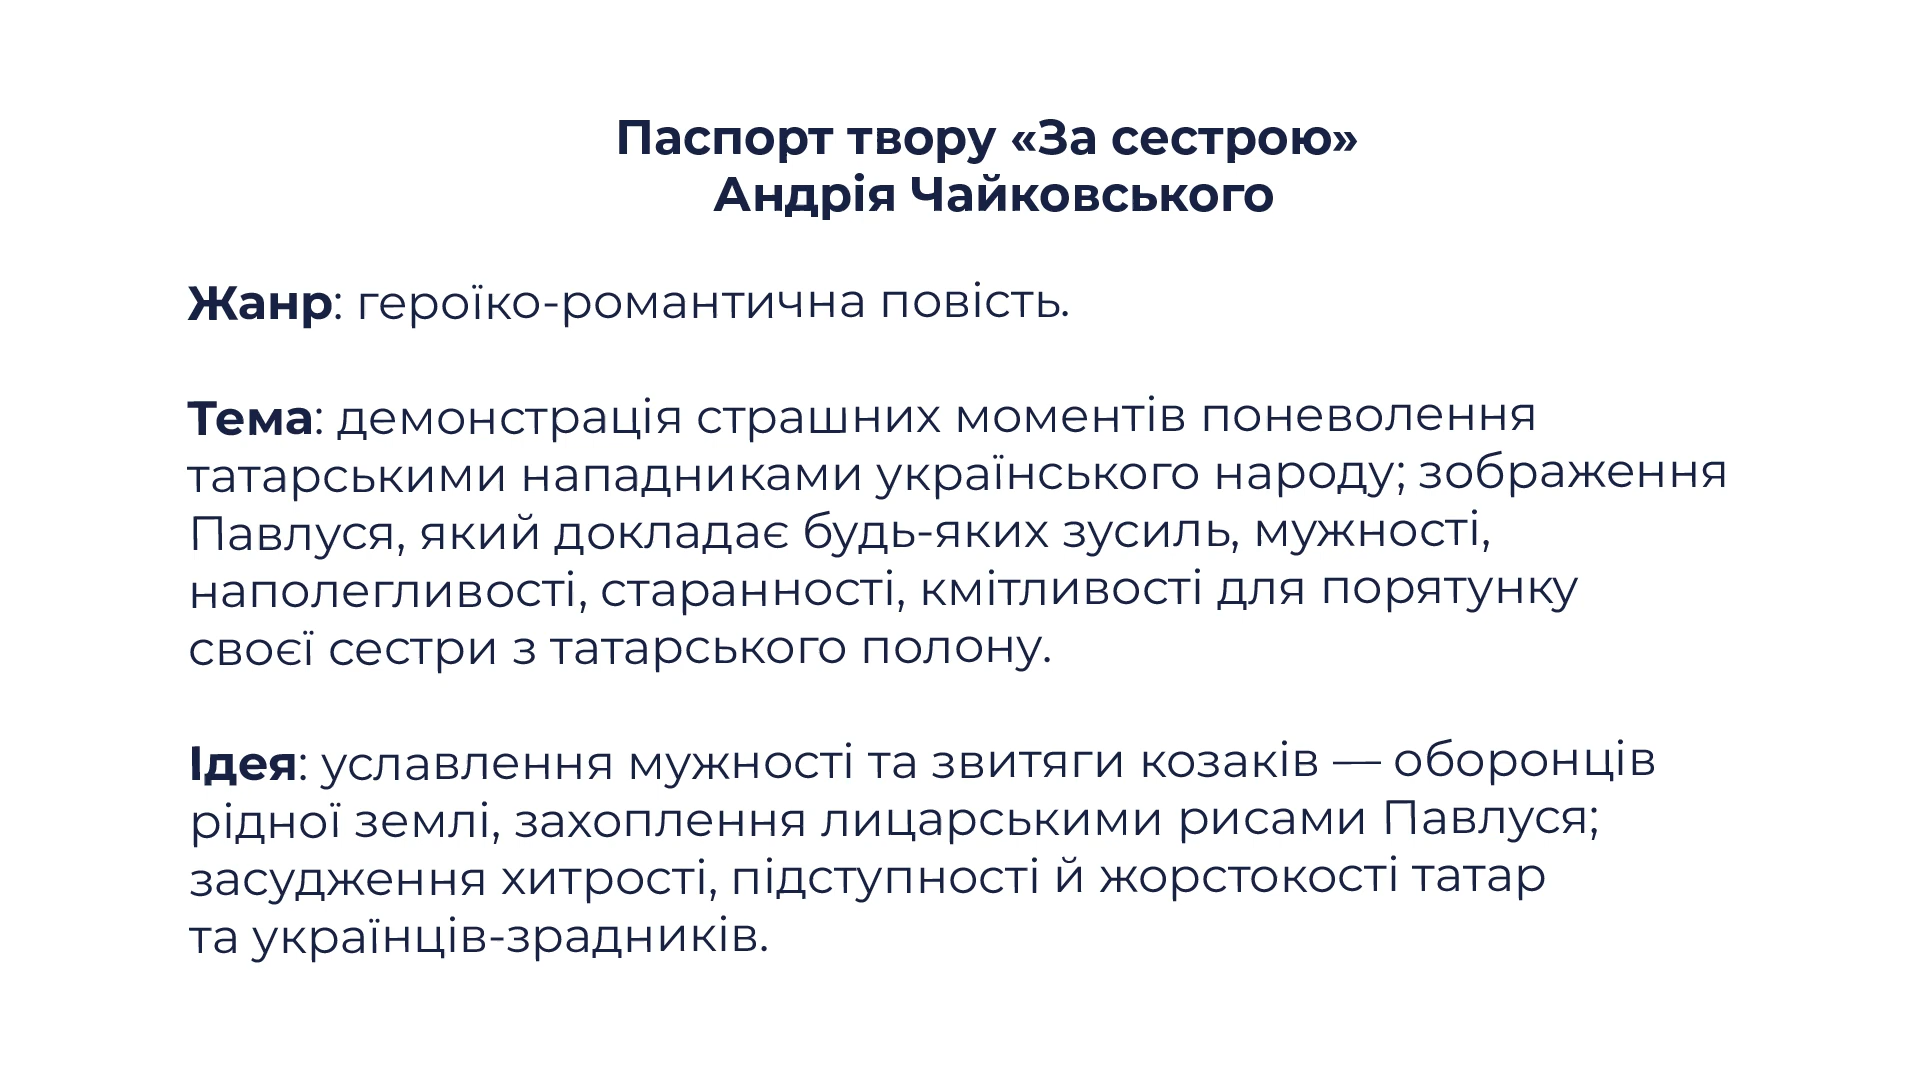 Паспорт твору «За сестрою»
Андрія Чайковського
Жанр: героїко-романтична повість.
Тема: демонстрація страшних моментів поневолення
татарськими нападниками українського народу; зображення
Павлуся, який докладає будь-яких зусиль, мужності,
наполегливості, старанності, кмітливості для порятунку
своєї сестри з татарського полону.
Ідея: уславлення мужності та звитяги козаків — оборонців
рідної землі, захоплення лицарськими рисами Павлуся;
засудження хитрості, підступності й жорстокості татар
та українців-зрадників.